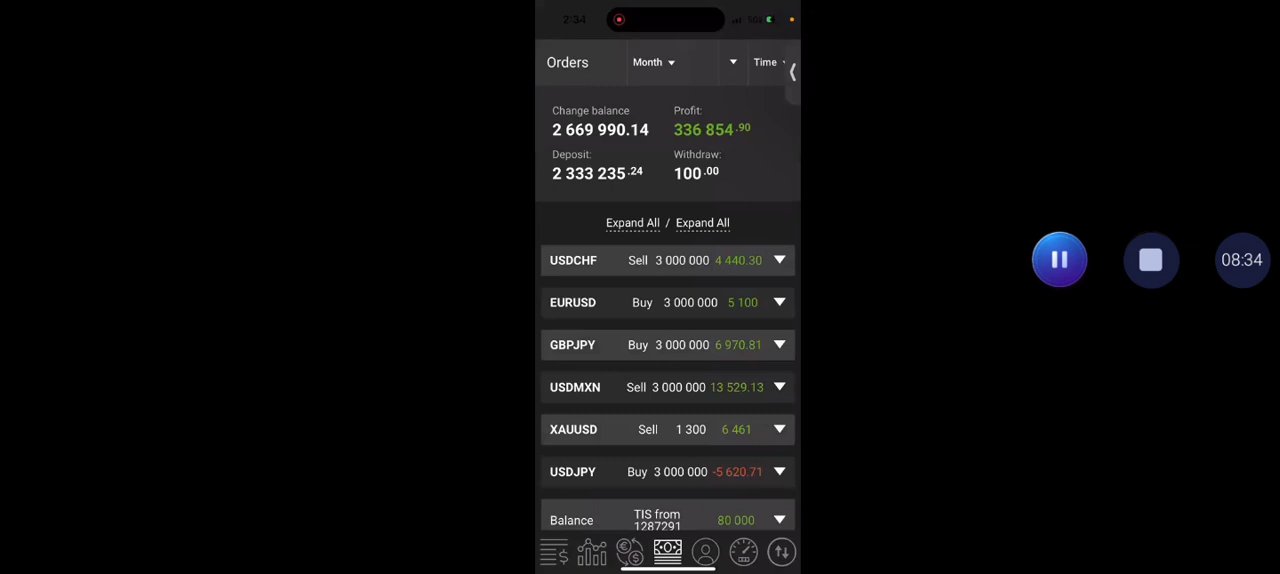 2:34
5G
Orders Month Time
Change balance Profit:
2 669 990.14 336 854.90
Deposit: Withdraw:
2 333 235.24 100.00
Expand All / Expand All
USDCHF Sell 3 000 000 4 440.30
EURUSD Buy 3 000 000 5 100
GBPJPY Buy 3 000 000 6 970.81
USDMXN Sell 3 000 000 13 529.13
XAUUSD Sell 1 300 6 461
USDJPY Buy 3 000 000 -5 620.71
Balance TIS from 1287291 80 000
08:34